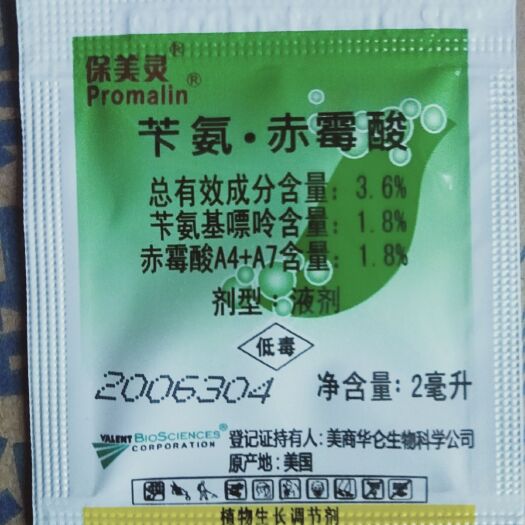 保美灵®
Promalin®
苄氨·赤霉酸
总有效成分含量：3.6%
苄氨基嘌呤含量：1.8%
赤霉酸A4+A7含量：1.8%
剂型：液剂
低毒
2006304 净含量：2毫升
VALENT BIOSCIENCES®
CORPORATION
登记证持有人：美商华仑生物科学公司
原产地：美国
植物生长调节剂